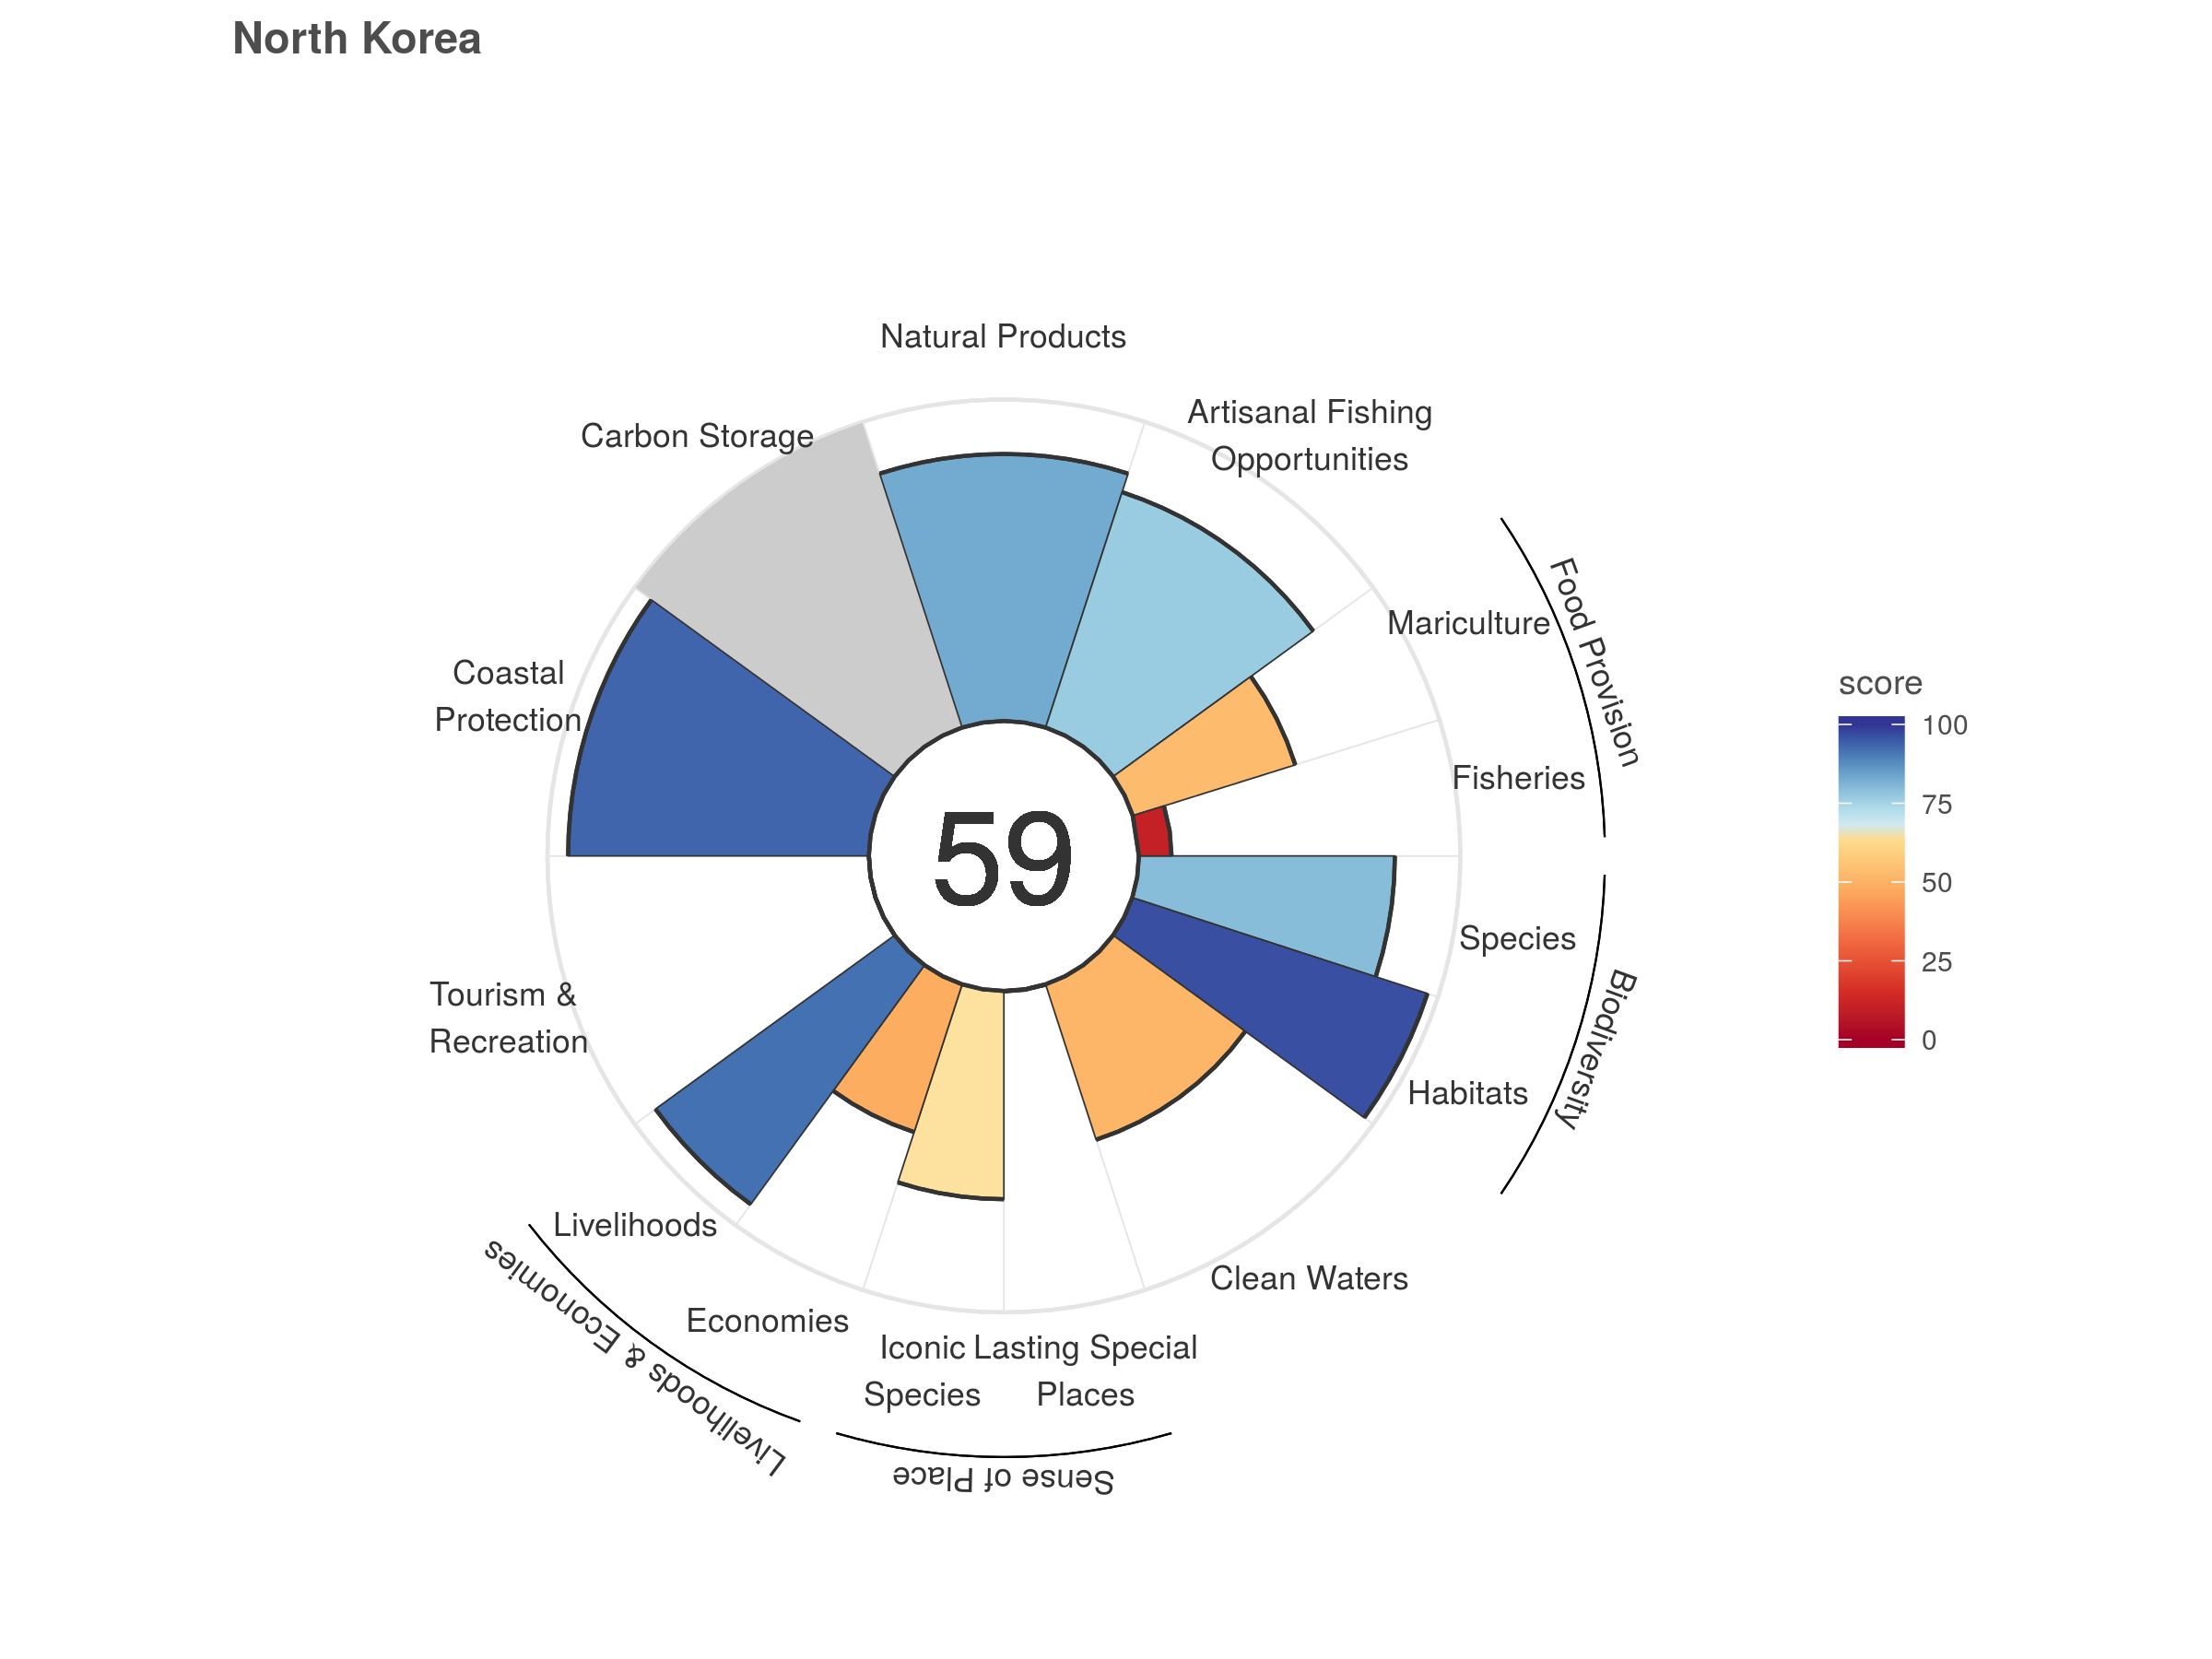 North Korea
Natural Products
Artisanal Fishing
Opportunities
Carbon Storage
Mariculture
Food Provision
Coastal
Protection
Fisheries
59
score
100
75
50
25
0
Species
Biodiversity
Tourism &
Recreation
Habitats
Livelihoods
Clean Waters
Livelihoods & Economies
Economies
Iconic
Species
Lasting Special
Places
Sense of Place